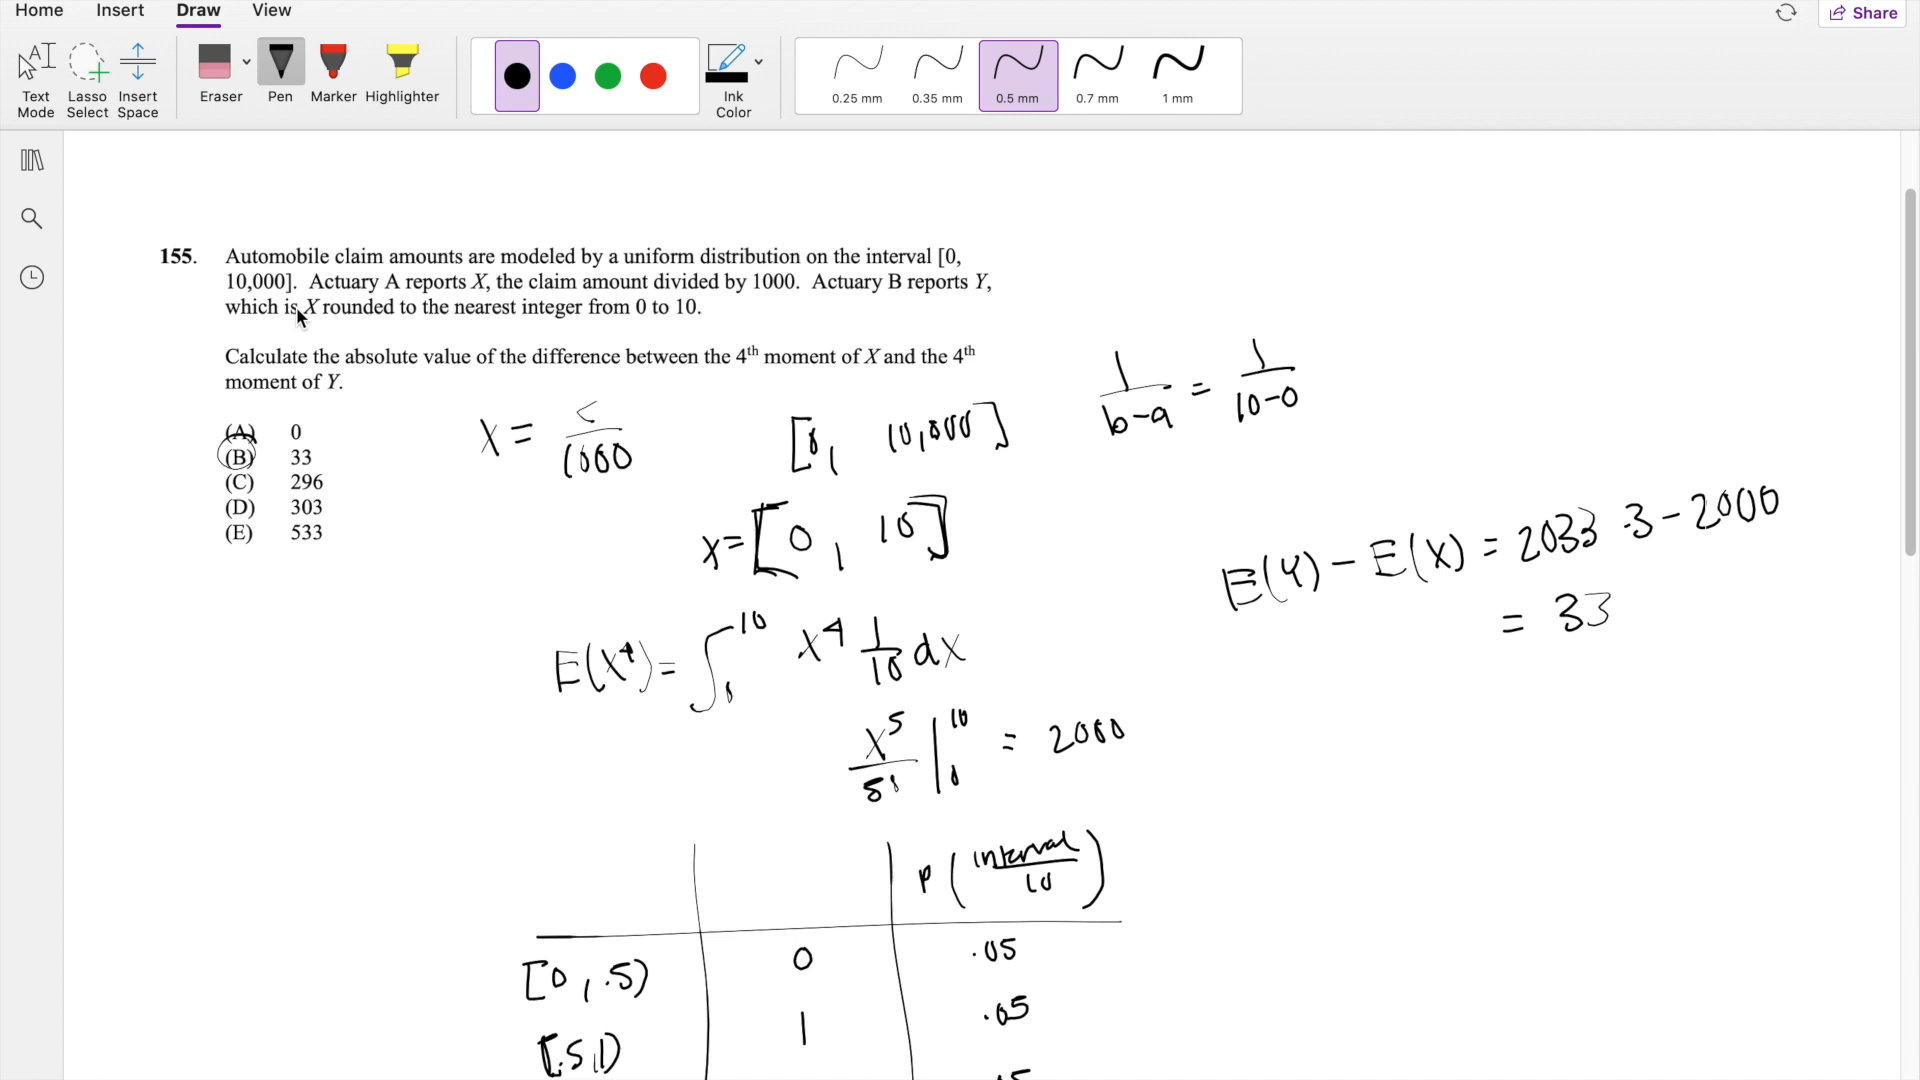 Home Insert Draw View
Share
Text Mode
Lasso Select
Insert Space
Eraser
Pen
Marker
Highlighter
Ink Color
0.25 mm
0.35 mm
0.5 mm
0.7 mm
1 mm
155. Automobile claim amounts are modeled by a uniform distribution on the interval [0,
10,000]. Actuary A reports X, the claim amount divided by 1000. Actuary B reports Y,
which is X rounded to the nearest integer from 0 to 10.
Calculate the absolute value of the difference between the 4th moment of X and the 4th
moment of Y.
(A) 0
(B) 33
(C) 296
(D) 303
(E) 533
x = c/1000
[0, 10,000]
1/(b-a) = 1/(10-0)
x = [0, 10]
E(Y) - E(X) = 2033.3 - 2000
= 33
E(X⁴) = ∫₀¹⁰ x⁴ 1/10 dx
x⁵/50 |₀¹⁰ = 2000
P(interval/10)
[0, .5) 0 .05
[.5, 1) 1 .05